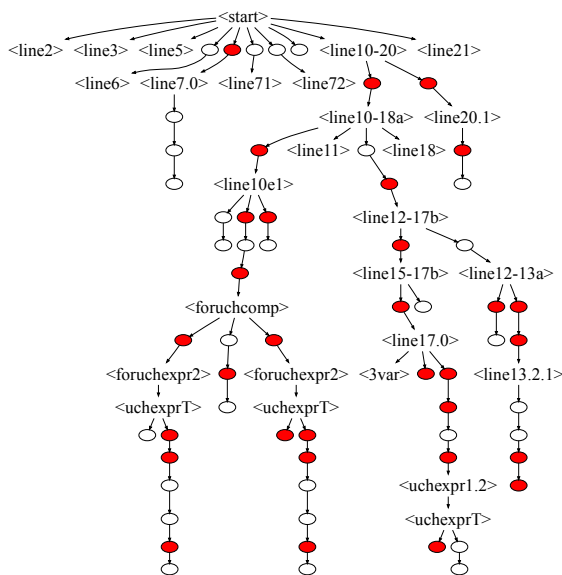 <start>
<line2> <line3> <line5> <line10-20> <line21>
<line6> <line7.0> <line71> <line72>
<line10-18a> <line20.1>
<line11> <line18>
<line10e1>
<line12-17b>
<line15-17b> <line12-13a>
<foruchcomp>
<line17.0>
<foruchexpr2> <foruchexpr2> <3var> <line13.2.1>
<uchexprT> <uchexprT>
<uchexpr1.2>
<uchexprT>